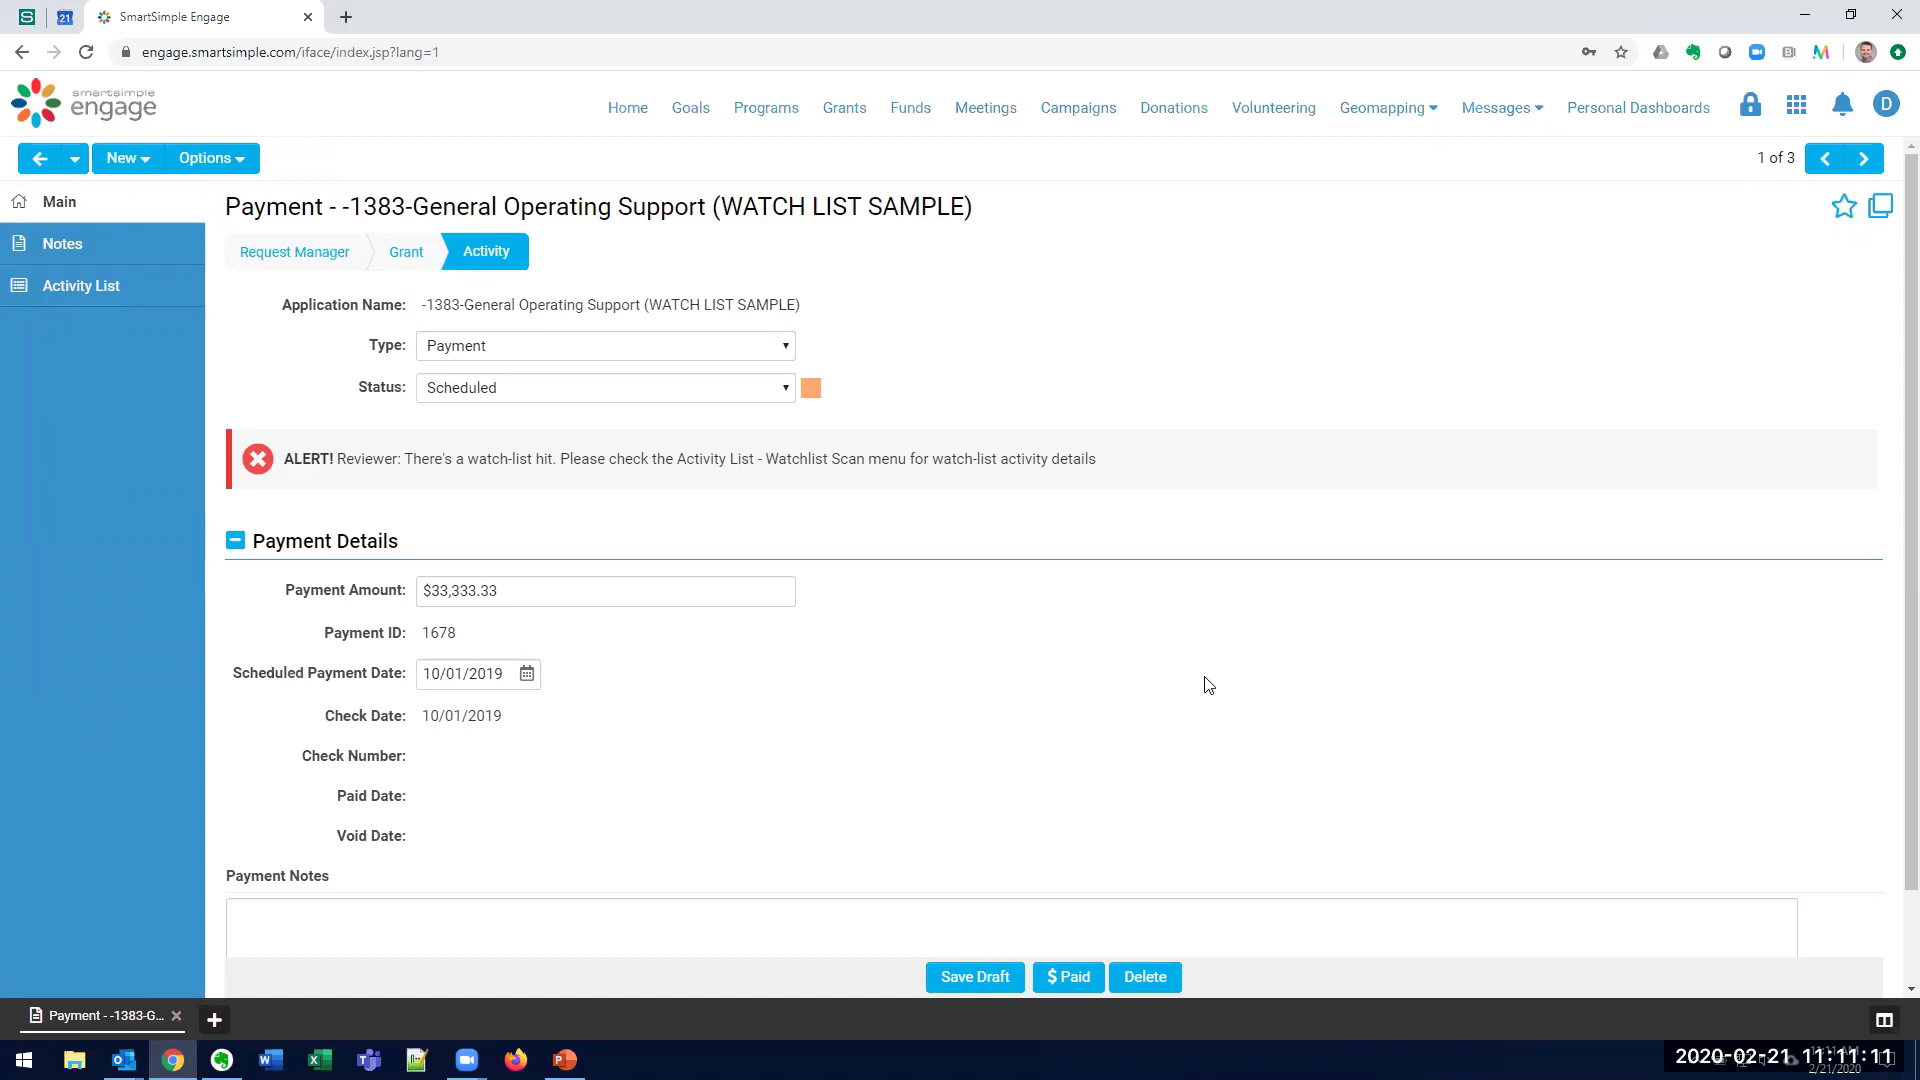 SmartSimple Engage
engage.smartsimple.com/iface/index.jsp?lang=1
smartsimple
engage
Home
Goals
Programs
Grants
Funds
Meetings
Campaigns
Donations
Volunteering
Geomapping
Messages
Personal Dashboards
D
New
Options
1 of 3
Main
Notes
Activity List
Payment - -1383-General Operating Support (WATCH LIST SAMPLE)
Request Manager
Grant
Activity
Application Name: -1383-General Operating Support (WATCH LIST SAMPLE)
Type: Payment
Status: Scheduled
ALERT! Reviewer: There's a watch-list hit. Please check the Activity List - Watchlist Scan menu for watch-list activity details
Payment Details
Payment Amount: $33,333.33
Payment ID: 1678
Scheduled Payment Date: 10/01/2019
Check Date: 10/01/2019
Check Number:
Paid Date:
Void Date:
Payment Notes
Save Draft
$ Paid
Delete
Payment - -1383-G...
2020-02-21 11:11:11
2/21/2020